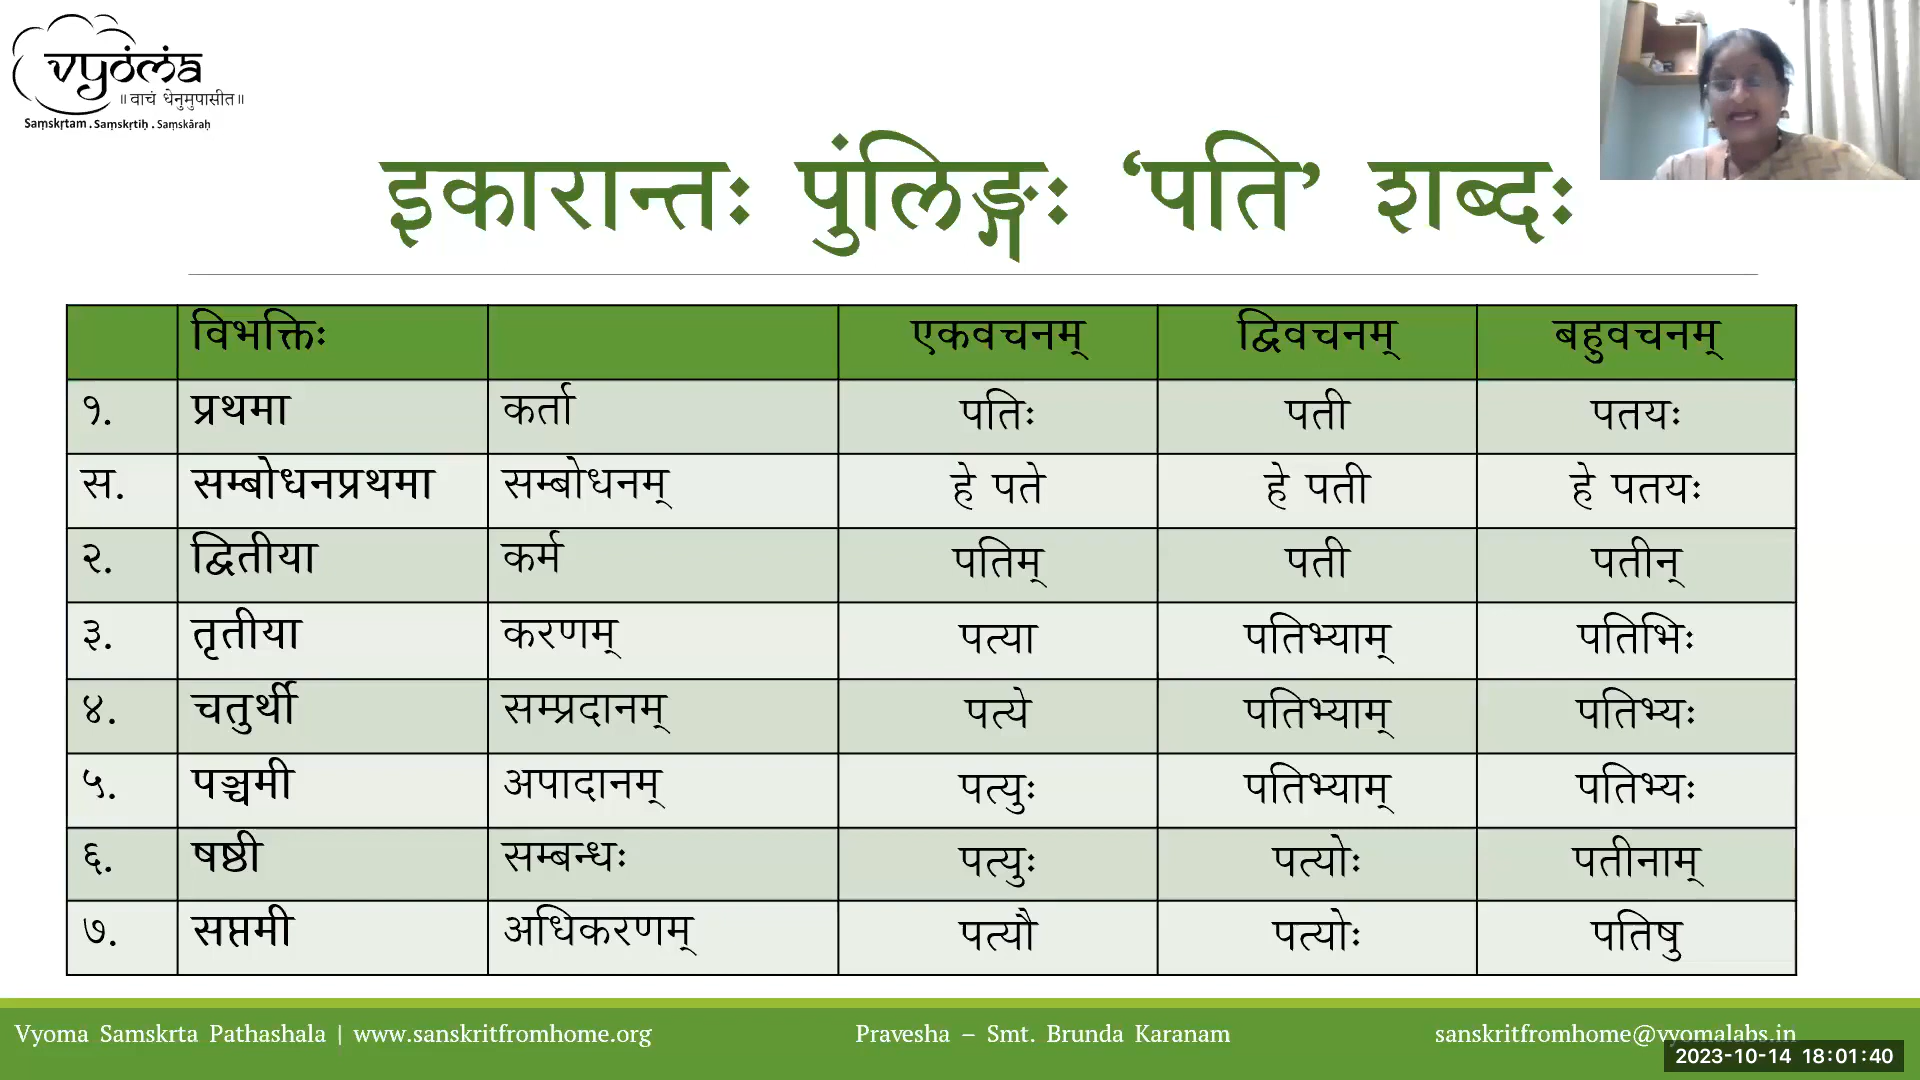 vyoma
॥वाचं धेनुमुपासीत॥
Saṃskṛtam . Saṃskṛtiḥ . Saṃskāraḥ
इकारान्तः पुंलिङ्गः ‘पति’ शब्दः
विभक्तिः एकवचनम् द्विवचनम् बहुवचनम्
१. प्रथमा कर्ता पतिः पती पतयः
स. सम्बोधनप्रथमा सम्बोधनम् हे पते हे पती हे पतयः
२. द्वितीया कर्म पतिम् पती पतीन्
३. तृतीया करणम् पत्या पतिभ्याम् पतिभिः
४. चतुर्थी सम्प्रदानम् पत्ये पतिभ्याम् पतिभ्यः
५. पञ्चमी अपादानम् पत्युः पतिभ्याम् पतिभ्यः
६. षष्ठी सम्बन्धः पत्युः पत्योः पतीनाम्
७. सप्तमी अधिकरणम् पत्यौ पत्योः पतिषु
Vyoma Samskrta Pathashala | www.sanskritfromhome.org Pravesha – Smt. Brunda Karanam sanskritfromhome@vyomalabs.in
2023-10-14 18:01:40